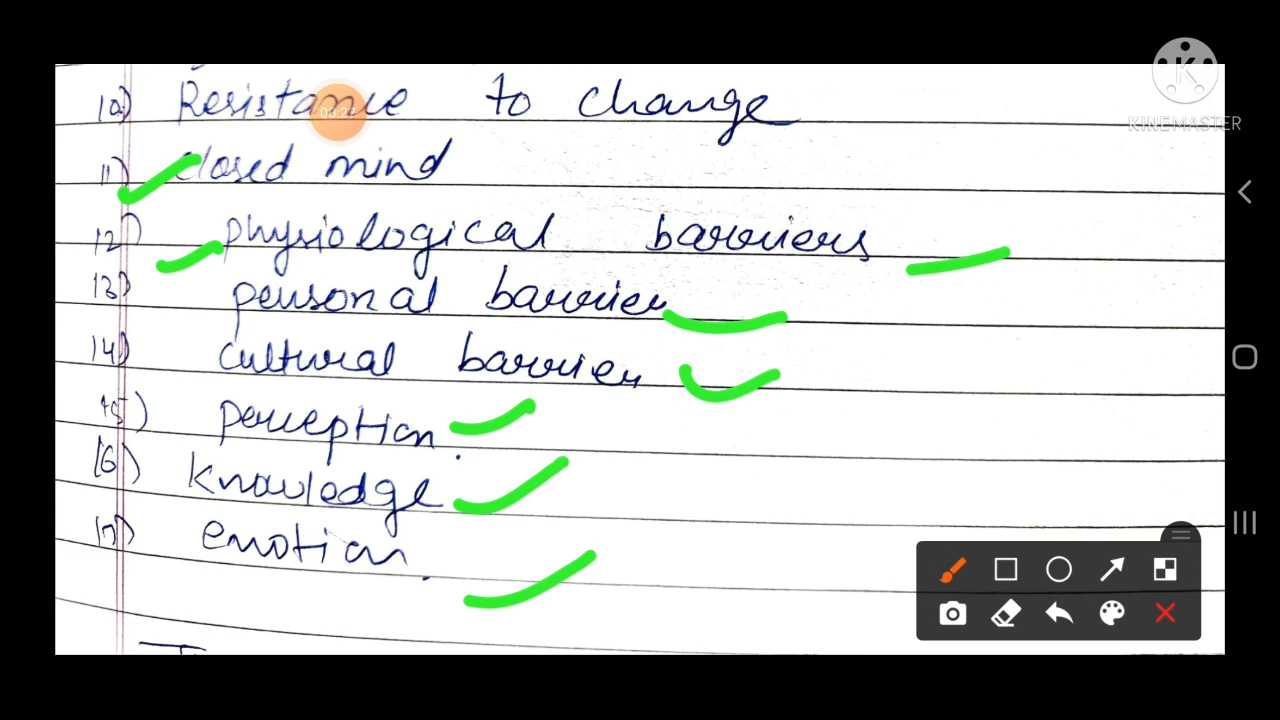 10) Resistance to change
11) closed mind
12) physiological barriers
13) personal barrier
14) cultural barrier
15) perception.
16) knowledge
17) emotion.
KINEMASTER